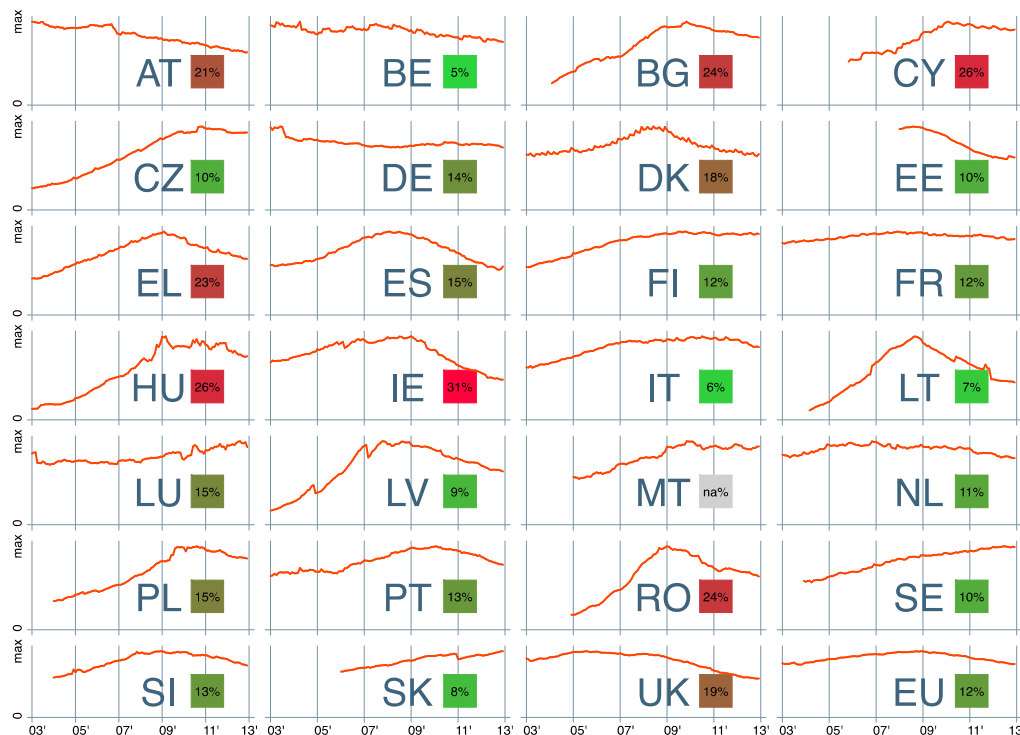 max
0
AT 21%
BE 5%
BG 24%
CY 26%
max
0
CZ 10%
DE 14%
DK 18%
EE 10%
max
0
EL 23%
ES 15%
FI 12%
FR 12%
max
0
HU 26%
IE 31%
IT 6%
LT 7%
max
0
LU 15%
LV 9%
MT na%
NL 11%
max
0
PL 15%
PT 13%
RO 24%
SE 10%
max
0
SI 13%
SK 8%
UK 19%
EU 12%
03' 05' 07' 09' 11' 13'
03' 05' 07' 09' 11' 13'
03' 05' 07' 09' 11' 13'
03' 05' 07' 09' 11' 13'